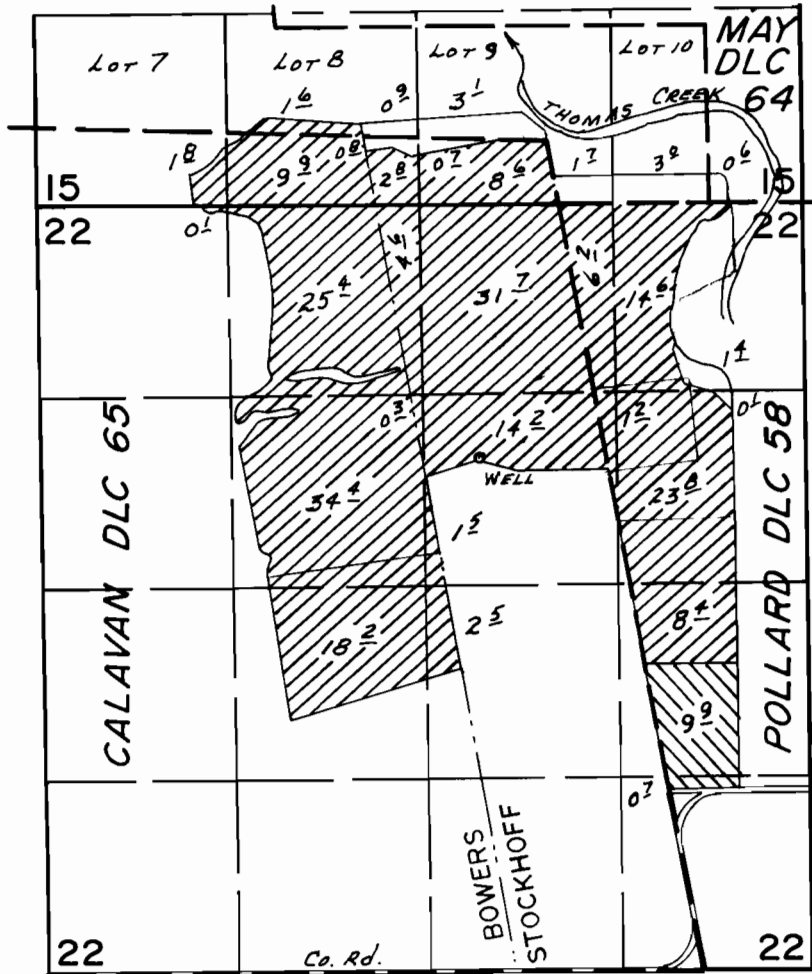 LOT 7
LOT 8
LOT 9
LOT 10
MAY
DLC
64
THOMAS CREEK
1 6
0 9
3 1
1 8
9 9
0 8
2 8
0 7
8 6
1 7
0 6
15
15
22
22
0 1
25 4
4 6
31 7
6 2
14 6
1 4
0 3
14 2
1 2
0 1
WELL
34 4
23 8
1 5
CALAVAN DLC 65
POLLARD DLC 58
18 2
2 5
8 4
9 9
0 7
BOWERS
STOCKHOFF
22
Co. Rd.
22